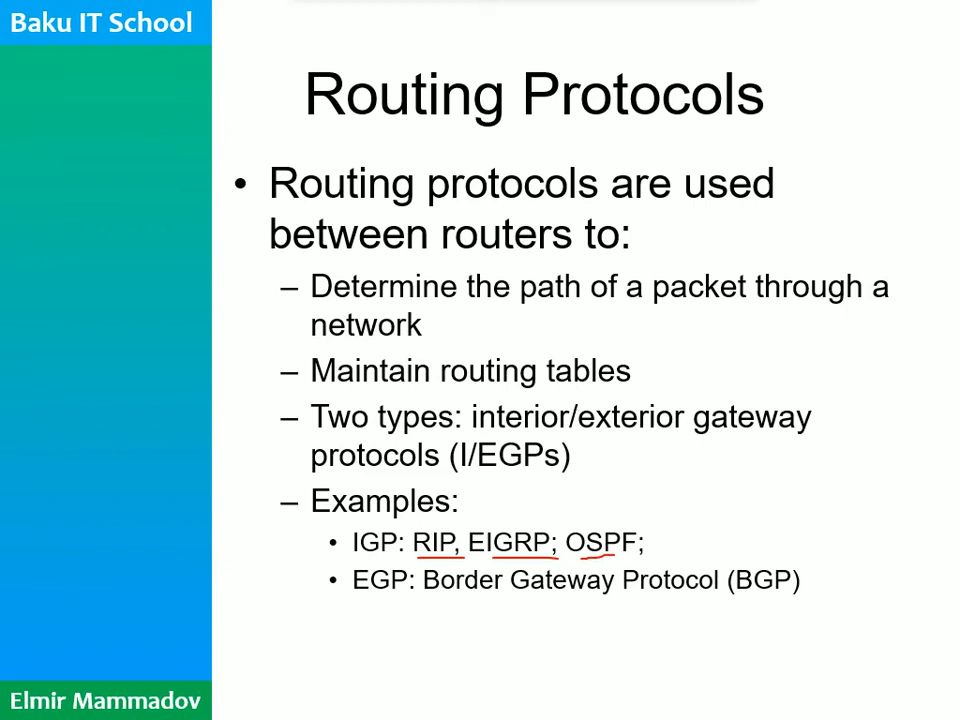 Baku IT School
Routing Protocols
• Routing protocols are used
between routers to:
– Determine the path of a packet through a
network
– Maintain routing tables
– Two types: interior/exterior gateway
protocols (I/EGPs)
– Examples:
• IGP: RIP, EIGRP; OSPF;
• EGP: Border Gateway Protocol (BGP)
Elmir Mammadov